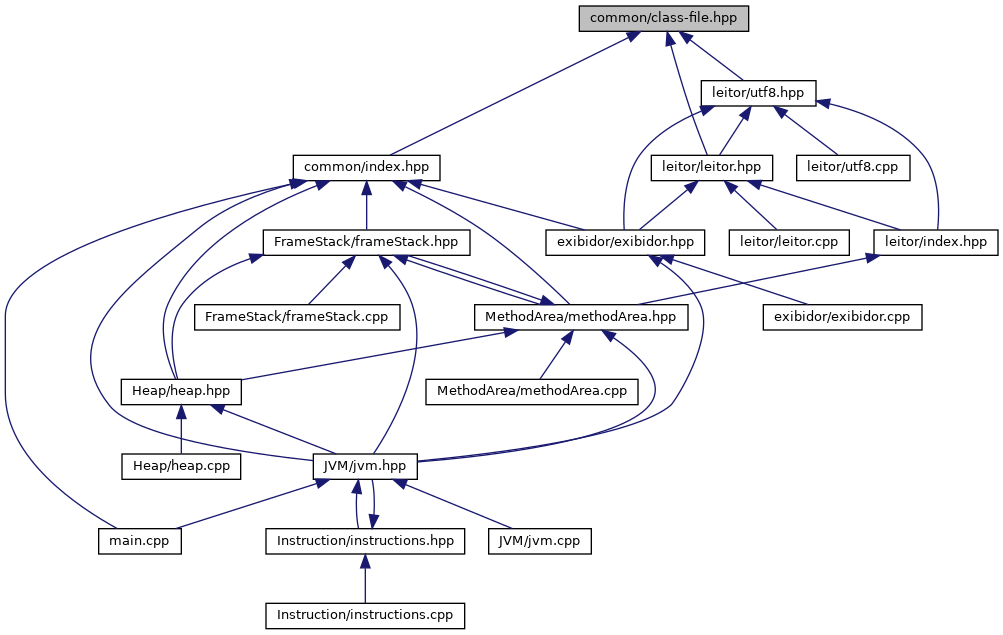 common/class-file.hpp
leitor/utf8.hpp
common/index.hpp
leitor/leitor.hpp
leitor/utf8.cpp
FrameStack/frameStack.hpp
exibidor/exibidor.hpp
leitor/leitor.cpp
leitor/index.hpp
FrameStack/frameStack.cpp
MethodArea/methodArea.hpp
exibidor/exibidor.cpp
Heap/heap.hpp
MethodArea/methodArea.cpp
Heap/heap.cpp
JVM/jvm.hpp
main.cpp
Instruction/instructions.hpp
JVM/jvm.cpp
Instruction/instructions.cpp